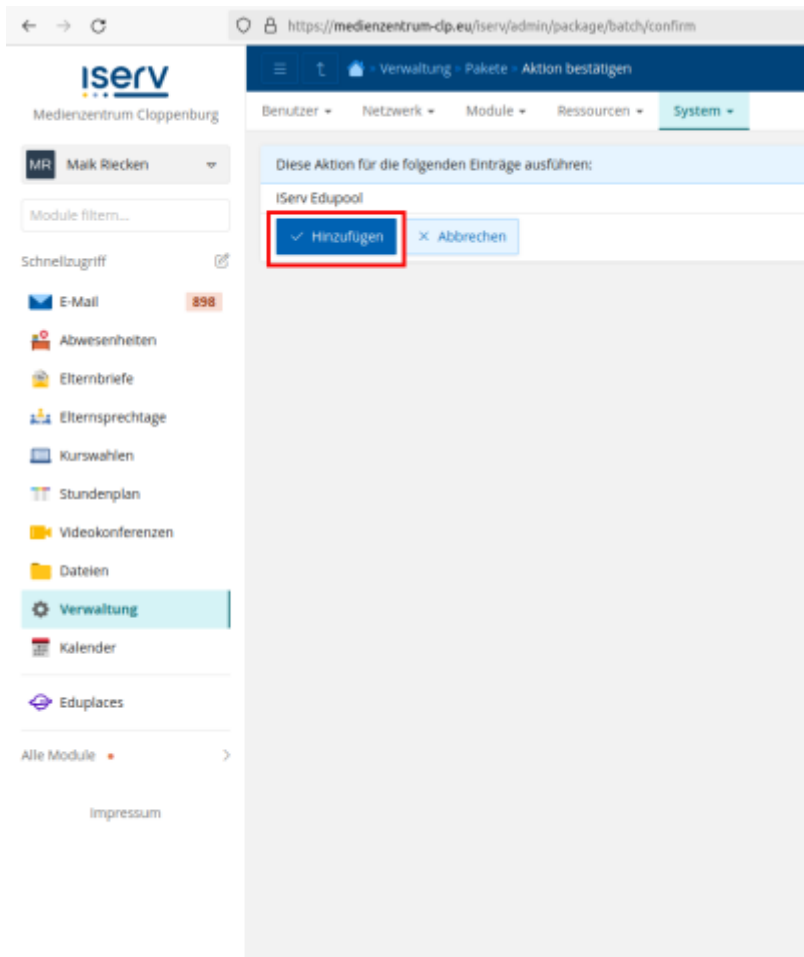 https://medienzentrum-clp.eu/iserv/admin/package/batch/confirm
IServ
Medienzentrum Cloppenburg
Verwaltung Pakete Aktion bestätigen
Benutzer Netzwerk Module Ressourcen System
MR Maik Riecken
Diese Aktion für die folgenden Einträge ausführen:
IServ Edupool
Hinzufügen Abbrechen
Module filtern...
Schnellzugriff
E-Mail 898
Abwesenheiten
Elternbriefe
Elternsprechtage
Kurswahlen
Stundenplan
Videokonferenzen
Dateien
Verwaltung
Kalender
Eduplaces
Alle Module
Impressum